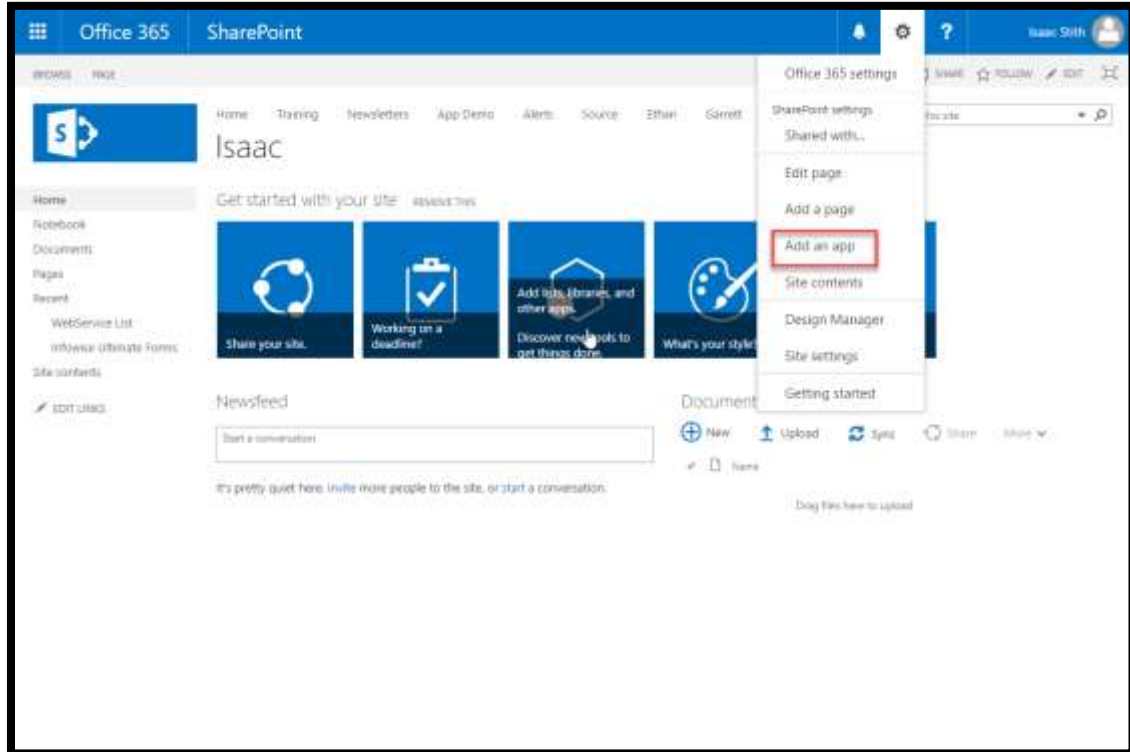 Office 365 SharePoint ? Isaac Stith
BROWSE PAGE SHARE FOLLOW EDIT
Office 365 settings
SharePoint settings
Shared with...
Edit page
Add a page
Add an app
Site contents
Design Manager
Site settings
Getting started
S
Home Training Newsletters App Demo Alerts Source Ethan Garrett
Isaac
Home
Notebook
Documents
Pages
Recent
WebService List
Infowise Ultimate Forms
Site contents
EDIT LINKS
Get started with your site REMOVE THIS
Share your site.
Working on a
deadline?
Add lists, libraries, and
other apps.
Discover new tools to
get things done.
What's your style?
Newsfeed
Start a conversation
It's pretty quiet here. Invite more people to the site, or start a conversation.
Document
New Upload Sync Share More
Name
Drag files here to upload